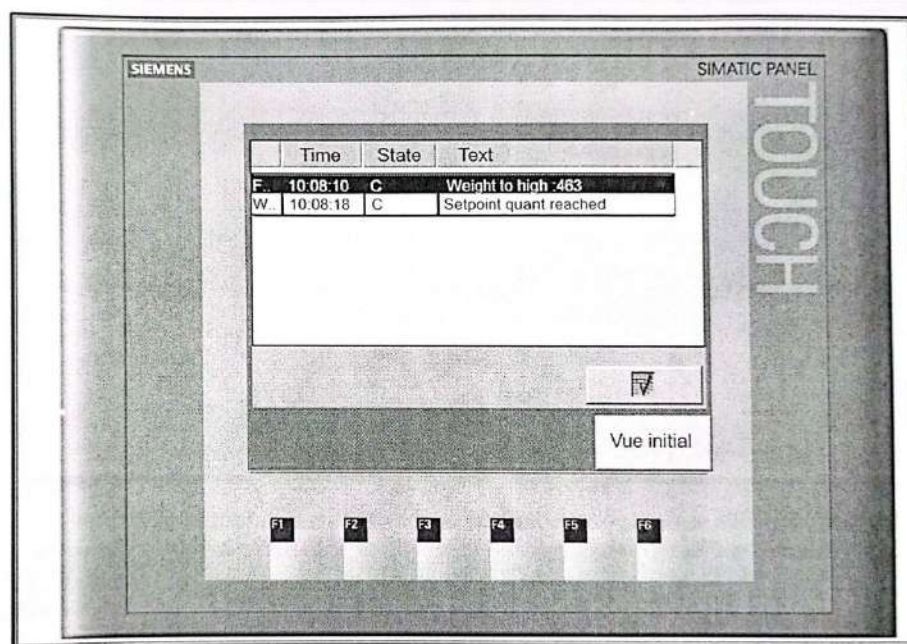 SIEMENS
SIMATIC PANEL
TOUCH
Time State Text
F.. 10:08:10 C Weight to high :463
W.. 10:08:18 C Setpoint quant reached
Vue initial
F1 F2 F3 F4 F5 F6